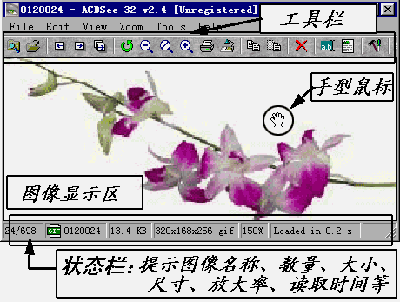 0120024 - ACDSee 32 v2.4 [Unregistered]
工具栏
File Edit View Zoom Tools Help
手型鼠标
图像显示区
24/608 0120024 13.4 KB 320x168x256 gif 150% Loaded in 0.2 s
状态栏：提示图像名称、数量、大小、
尺寸、放大率、读取时间等